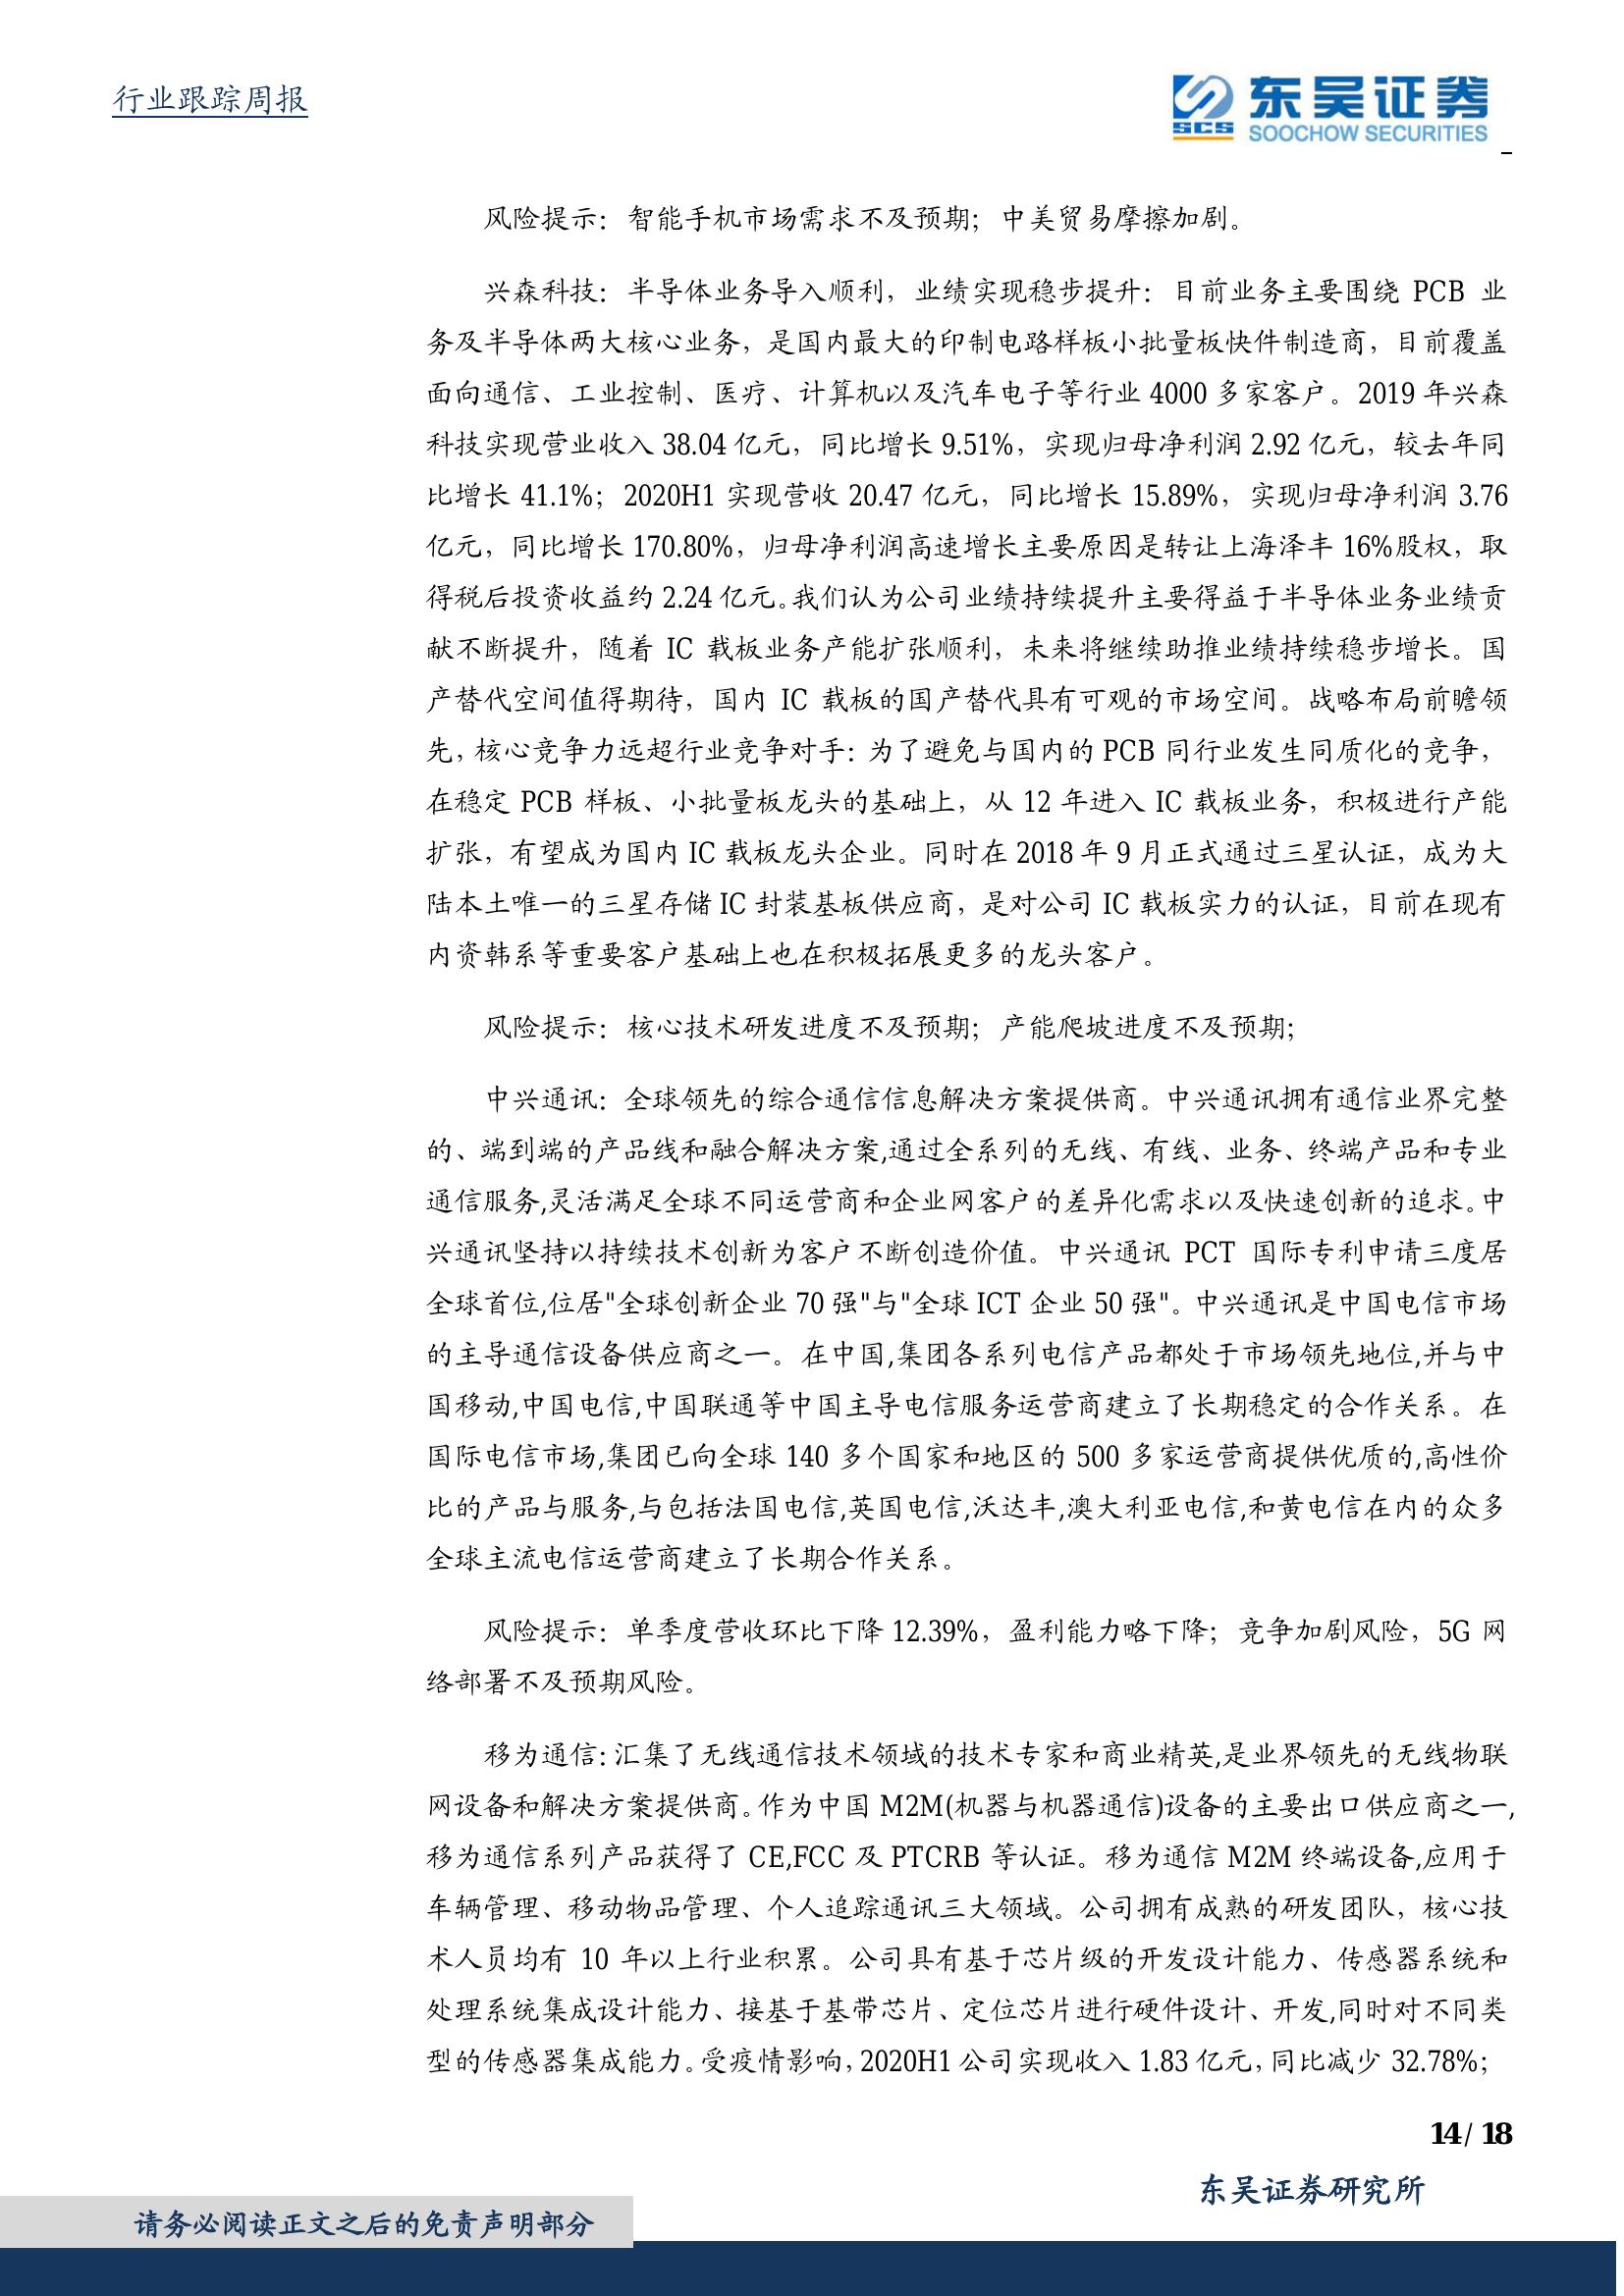 行业跟踪周报
东吴证券
SCS
SOOCHOW SECURITIES
风险提示：智能手机市场需求不及预期；中美贸易摩擦加剧。
兴森科技：半导体业务导入顺利，业绩实现稳步提升：目前业务主要围绕 PCB 业
务及半导体两大核心业务，是国内最大的印制电路样板小批量板快件制造商，目前覆盖
面向通信、工业控制、医疗、计算机以及汽车电子等行业 4000 多家客户。2019 年兴森
科技实现营业收入 38.04 亿元，同比增长 9.51%，实现归母净利润 2.92 亿元，较去年同
比增长 41.1%；2020H1 实现营收 20.47 亿元，同比增长 15.89%，实现归母净利润 3.76
亿元，同比增长 170.80%，归母净利润高速增长主要原因是转让上海泽丰 16%股权，取
得税后投资收益约 2.24 亿元。我们认为公司业绩持续提升主要得益于半导体业务业绩贡
献不断提升，随着 IC 载板业务产能扩张顺利，未来将继续助推业绩持续稳步增长。国
产替代空间值得期待，国内 IC 载板的国产替代具有可观的市场空间。战略布局前瞻领
先，核心竞争力远超行业竞争对手：为了避免与国内的 PCB 同行业发生同质化的竞争，
在稳定 PCB 样板、小批量板龙头的基础上，从 12 年进入 IC 载板业务，积极进行产能
扩张，有望成为国内 IC 载板龙头企业。同时在 2018 年 9 月正式通过三星认证，成为大
陆本土唯一的三星存储 IC 封装基板供应商，是对公司 IC 载板实力的认证，目前在现有
内资韩系等重要客户基础上也在积极拓展更多的龙头客户。
风险提示：核心技术研发进度不及预期；产能爬坡进度不及预期；
中兴通讯：全球领先的综合通信信息解决方案提供商。中兴通讯拥有通信业界完整
的、端到端的产品线和融合解决方案,通过全系列的无线、有线、业务、终端产品和专业
通信服务,灵活满足全球不同运营商和企业网客户的差异化需求以及快速创新的追求。中
兴通讯坚持以持续技术创新为客户不断创造价值。中兴通讯 PCT 国际专利申请三度居
全球首位,位居"全球创新企业 70 强"与"全球 ICT 企业 50 强"。中兴通讯是中国电信市场
的主导通信设备供应商之一。在中国,集团各系列电信产品都处于市场领先地位,并与中
国移动,中国电信,中国联通等中国主导电信服务运营商建立了长期稳定的合作关系。在
国际电信市场,集团已向全球 140 多个国家和地区的 500 多家运营商提供优质的,高性价
比的产品与服务,与包括法国电信,英国电信,沃达丰,澳大利亚电信,和黄电信在内的众多
全球主流电信运营商建立了长期合作关系。
风险提示：单季度营收环比下降 12.39%，盈利能力略下降；竞争加剧风险，5G 网
络部署不及预期风险。
移为通信：汇集了无线通信技术领域的技术专家和商业精英,是业界领先的无线物联
网设备和解决方案提供商。作为中国 M2M(机器与机器通信)设备的主要出口供应商之一,
移为通信系列产品获得了 CE,FCC 及 PTCRB 等认证。移为通信 M2M 终端设备,应用于
车辆管理、移动物品管理、个人追踪通讯三大领域。公司拥有成熟的研发团队，核心技
术人员均有 10 年以上行业积累。公司具有基于芯片级的开发设计能力、传感器系统和
处理系统集成设计能力、接基于基带芯片、定位芯片进行硬件设计、开发,同时对不同类
型的传感器集成能力。受疫情影响，2020H1 公司实现收入 1.83 亿元，同比减少 32.78%；
14 / 18
东吴证券研究所
请务必阅读正文之后的免责声明部分